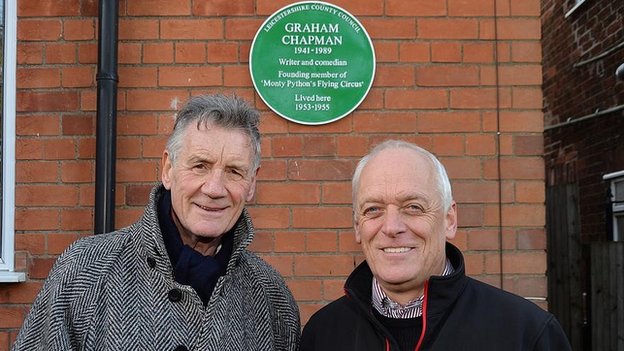 LEICESTERSHIRE COUNTY COUNCIL
GRAHAM
CHAPMAN
1941-1989
Writer and comedian
Founding member of
'Monty Python's Flying Circus'
Lived here
1953-1955